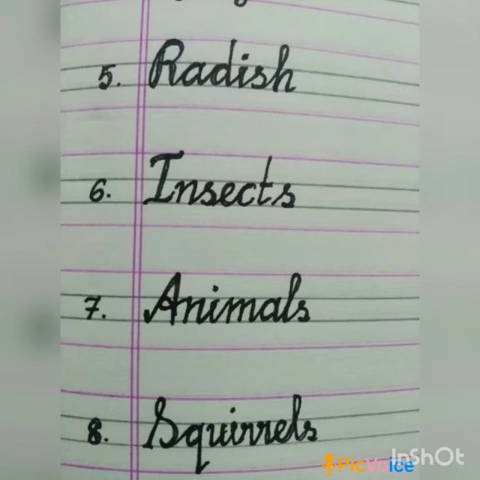 5. Radish
6. Insects
7. Animals
8. Squirrels
PicVoice InShOt